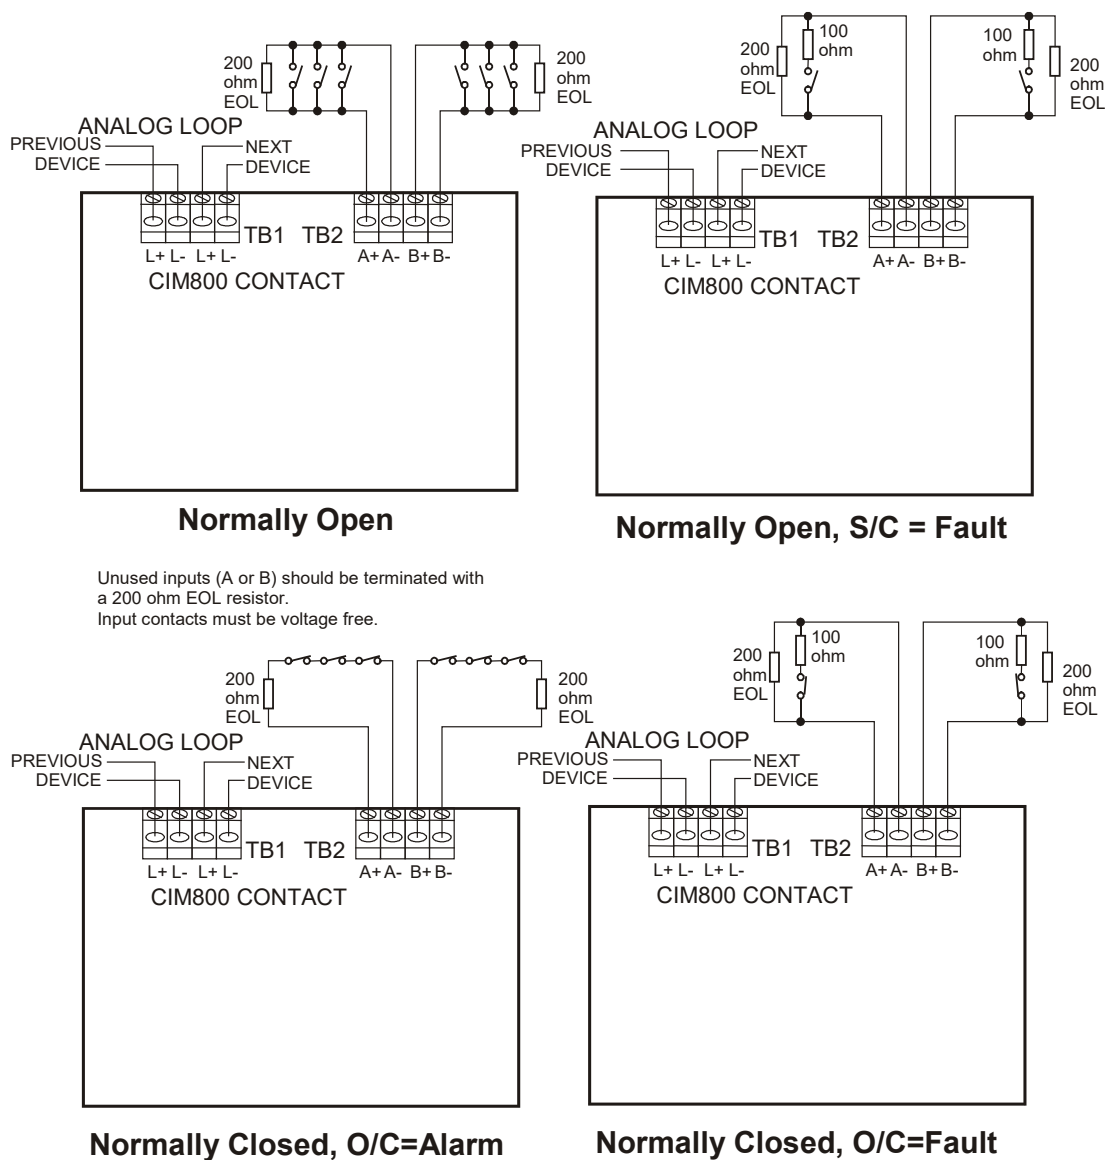 200
ohm
EOL
200
ohm
EOL
ANALOG LOOP
PREVIOUS
DEVICE
NEXT
DEVICE
TB1
TB2
L+ L- L+ L-
A+ A- B+ B-
CIM800 CONTACT
Normally Open
200
ohm
EOL
100
ohm
100
ohm
200
ohm
EOL
ANALOG LOOP
PREVIOUS
DEVICE
NEXT
DEVICE
TB1
TB2
L+ L- L+ L-
A+ A- B+ B-
CIM800 CONTACT
Normally Open, S/C = Fault
Unused inputs (A or B) should be terminated with
a 200 ohm EOL resistor.
Input contacts must be voltage free.
200
ohm
EOL
200
ohm
EOL
ANALOG LOOP
PREVIOUS
DEVICE
NEXT
DEVICE
TB1
TB2
L+ L- L+ L-
A+ A- B+ B-
CIM800 CONTACT
Normally Closed, O/C=Alarm
200
ohm
EOL
100
ohm
100
ohm
200
ohm
EOL
ANALOG LOOP
PREVIOUS
DEVICE
NEXT
DEVICE
TB1
TB2
L+ L- L+ L-
A+ A- B+ B-
CIM800 CONTACT
Normally Closed, O/C=Fault